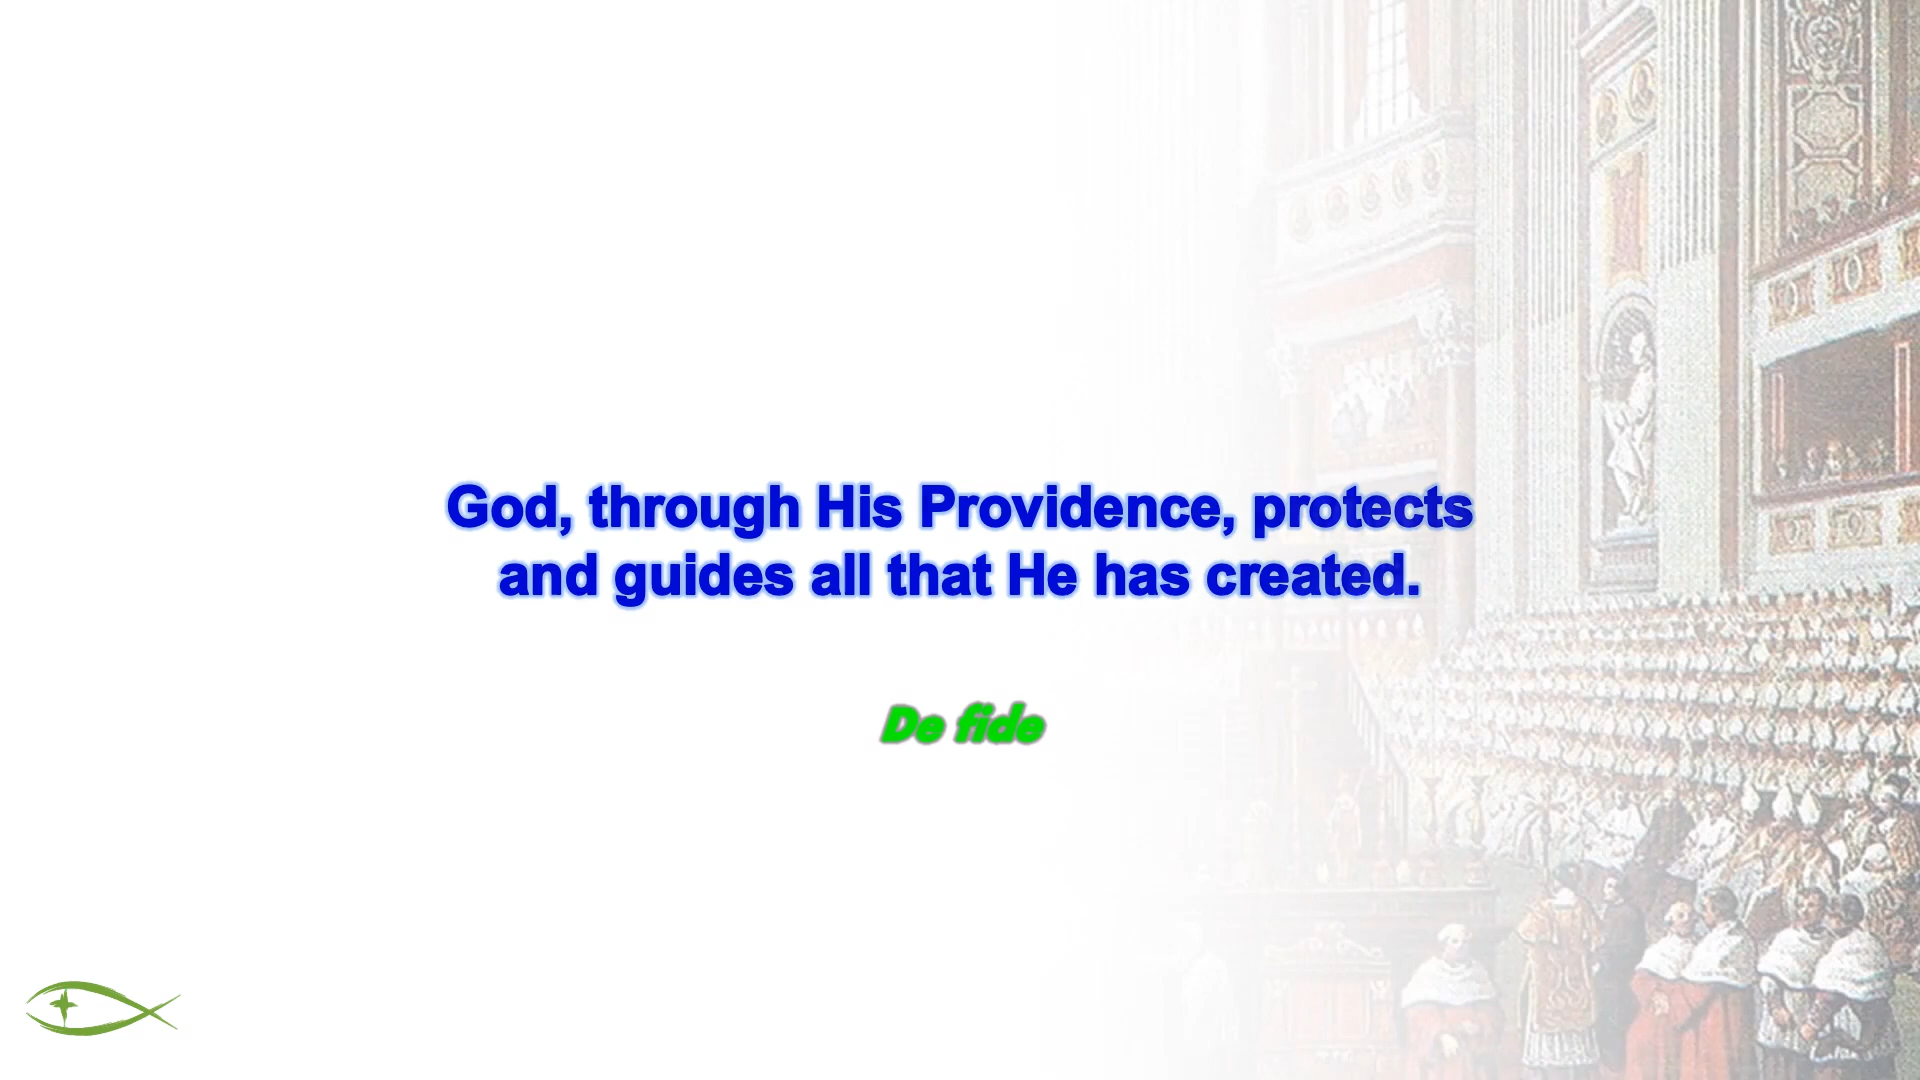 God, through His Providence, protects
and guides all that He has created.
De fide